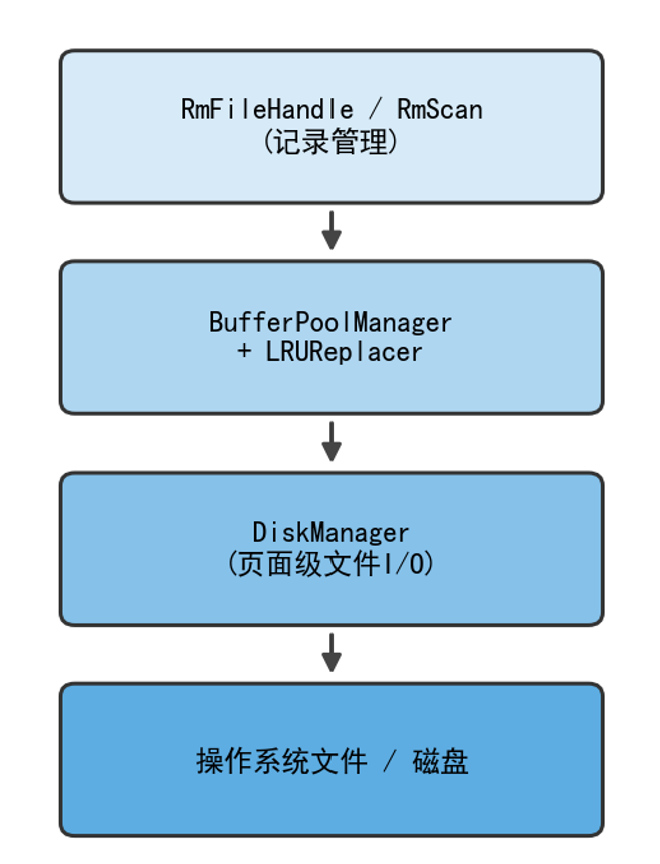 RmFileHandle / RmScan
(记录管理)
BufferPoolManager
+ LRUReplacer
DiskManager
(页面级文件I/O)
操作系统文件 / 磁盘